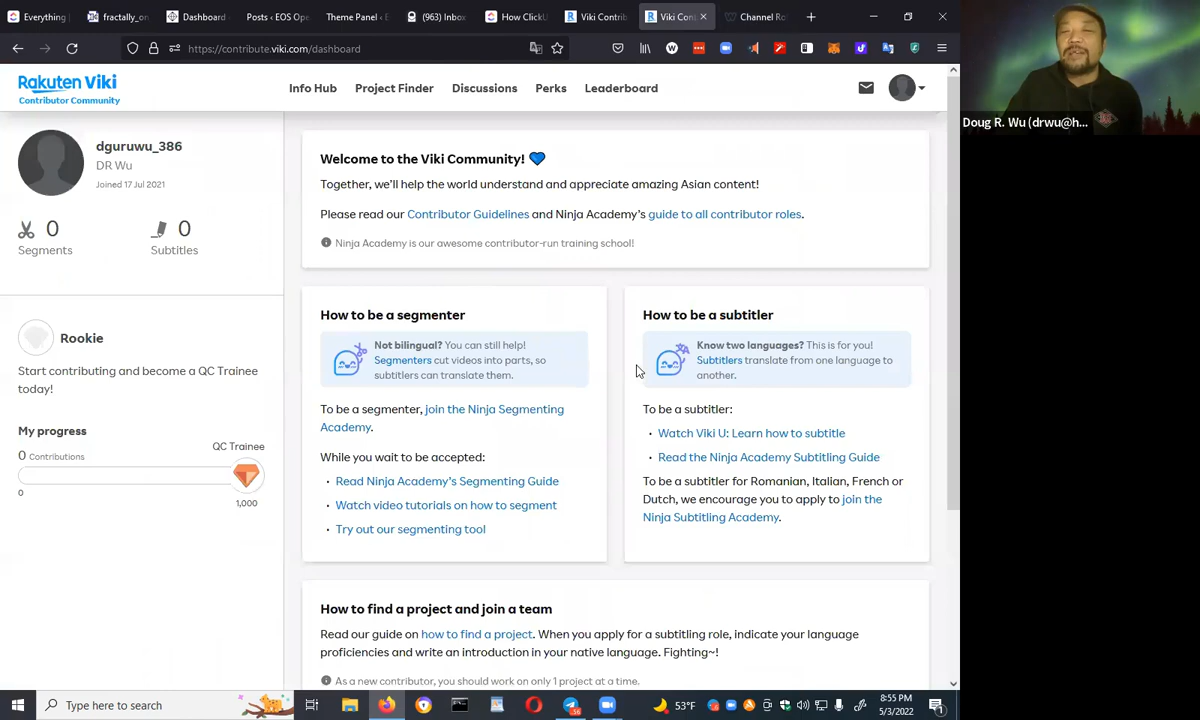 Everything
fractally_on
Dashboard
Posts ‹ EOS Ope
Theme Panel ‹ E
(963) Inbox
How ClickU
Viki Contrib
Viki Con
Channel Ro
https://contribute.viki.com/dashboard
Rakuten Viki
Contributor Community
Info Hub
Project Finder
Discussions
Perks
Leaderboard
dguruwu_386
DR Wu
Joined 17 Jul 2021
0
Segments
0
Subtitles
Rookie
Start contributing and become a QC Trainee
today!
My progress
QC Trainee
0 Contributions
0
1,000
Welcome to the Viki Community!
Together, we'll help the world understand and appreciate amazing Asian content!
Please read our Contributor Guidelines and Ninja Academy's guide to all contributor roles.
Ninja Academy is our awesome contributor-run training school!
How to be a segmenter
Not bilingual? You can still help!
Segmenters cut videos into parts, so
subtitlers can translate them.
To be a segmenter, join the Ninja Segmenting
Academy.
While you wait to be accepted:
• Read Ninja Academy's Segmenting Guide
• Watch video tutorials on how to segment
• Try out our segmenting tool
How to be a subtitler
Know two languages? This is for you!
Subtitlers translate from one language to
another.
To be a subtitler:
• Watch Viki U: Learn how to subtitle
• Read the Ninja Academy Subtitling Guide
To be a subtitler for Romanian, Italian, French or
Dutch, we encourage you to apply to join the
Ninja Subtitling Academy.
How to find a project and join a team
Read our guide on how to find a project. When you apply for a subtitling role, indicate your language
proficiencies and write an introduction in your native language. Fighting~!
As a new contributor, you should work on only 1 project at a time.
Doug R. Wu (drwu@h...
Type here to search
53°F
8:55 PM
5/3/2022